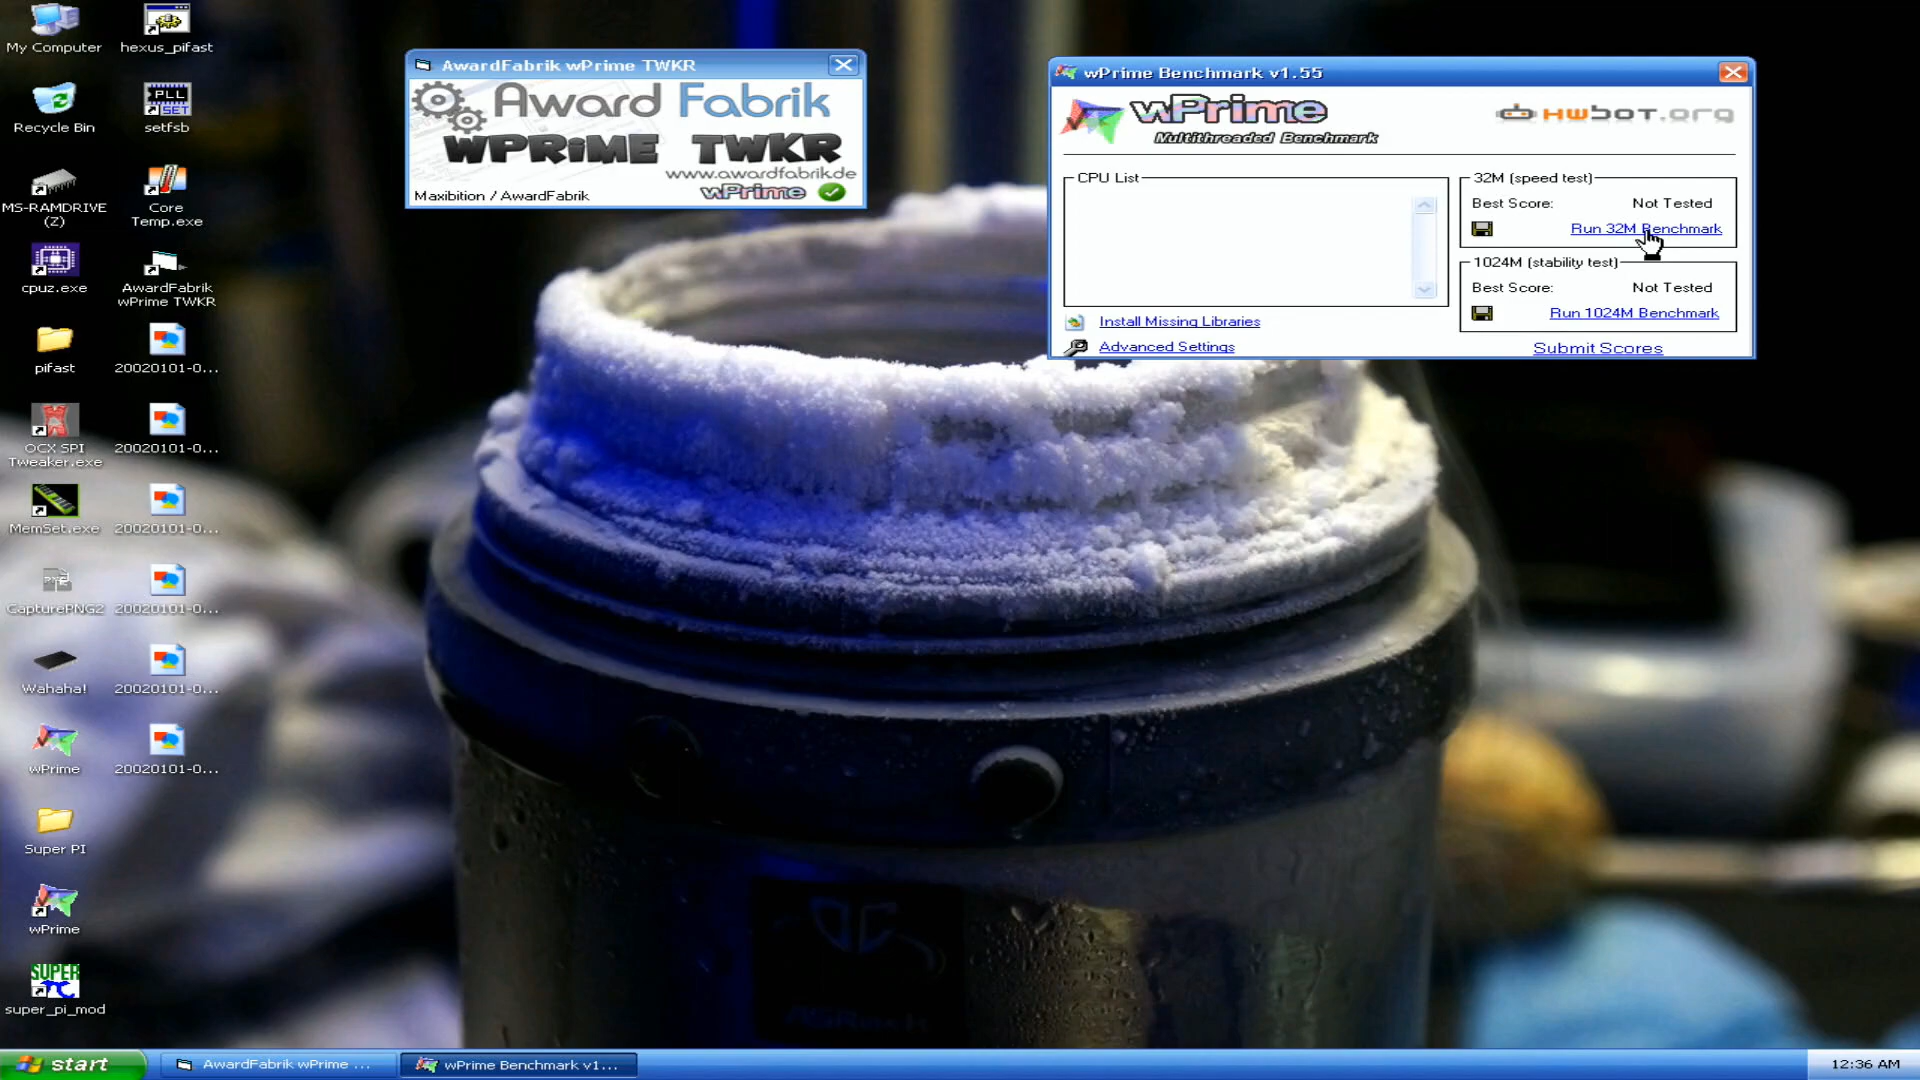 My Computer
hexus_pifast
Recycle Bin
PLL
SET
setfsb
MS-RAMDRIVE
(Z)
Core
Temp.exe
cpuz.exe
AwardFabrik
wPrime TWKR
pifast
20020101-0...
OCX SPI
Tweaker.exe
20020101-0...
MemSet.exe
20020101-0...
CapturePNG2
20020101-0...
Wahaha!
20020101-0...
wPrime
20020101-0...
Super PI
wPrime
SUPER
super_pi_mod
AwardFabrik wPrime TWKR
Award Fabrik
WPRiME TWKR
www.awardfabrik.de
wPrime
Maxibition / AwardFabrik
wPrime Benchmark v1.55
wPrime
Multithreaded Benchmark
HWBOT.ORG
CPU List
32M (speed test)
Best Score: Not Tested
Run 32M Benchmark
1024M (stability test)
Best Score: Not Tested
Run 1024M Benchmark
Install Missing Libraries
Advanced Settings
Submit Scores
start
AwardFabrik wPrime ...
wPrime Benchmark v1...
12:36 AM